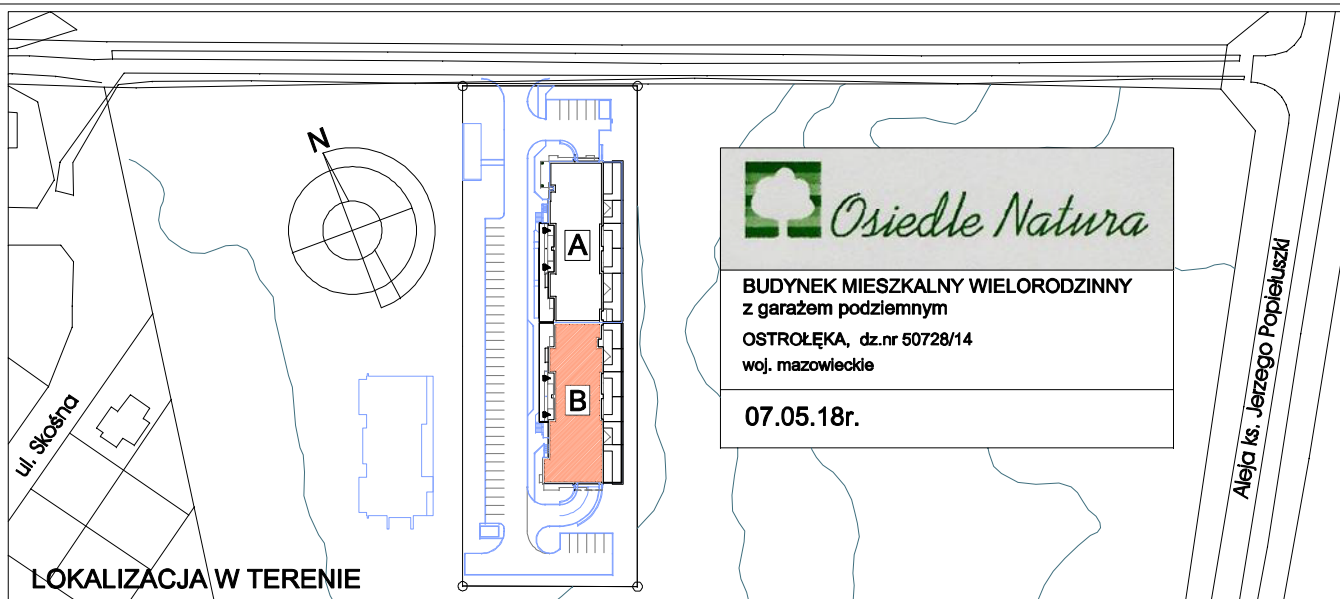 N
A
B
Osiedle Natura
BUDYNEK MIESZKALNY WIELORODZINNY
z garażem podziemnym
OSTROŁĘKA, dz.nr 50728/14
woj. mazowieckie
07.05.18r.
Aleja ks. Jerzego Popiełuszki
ul. Skośna
LOKALIZACJA W TERENIE